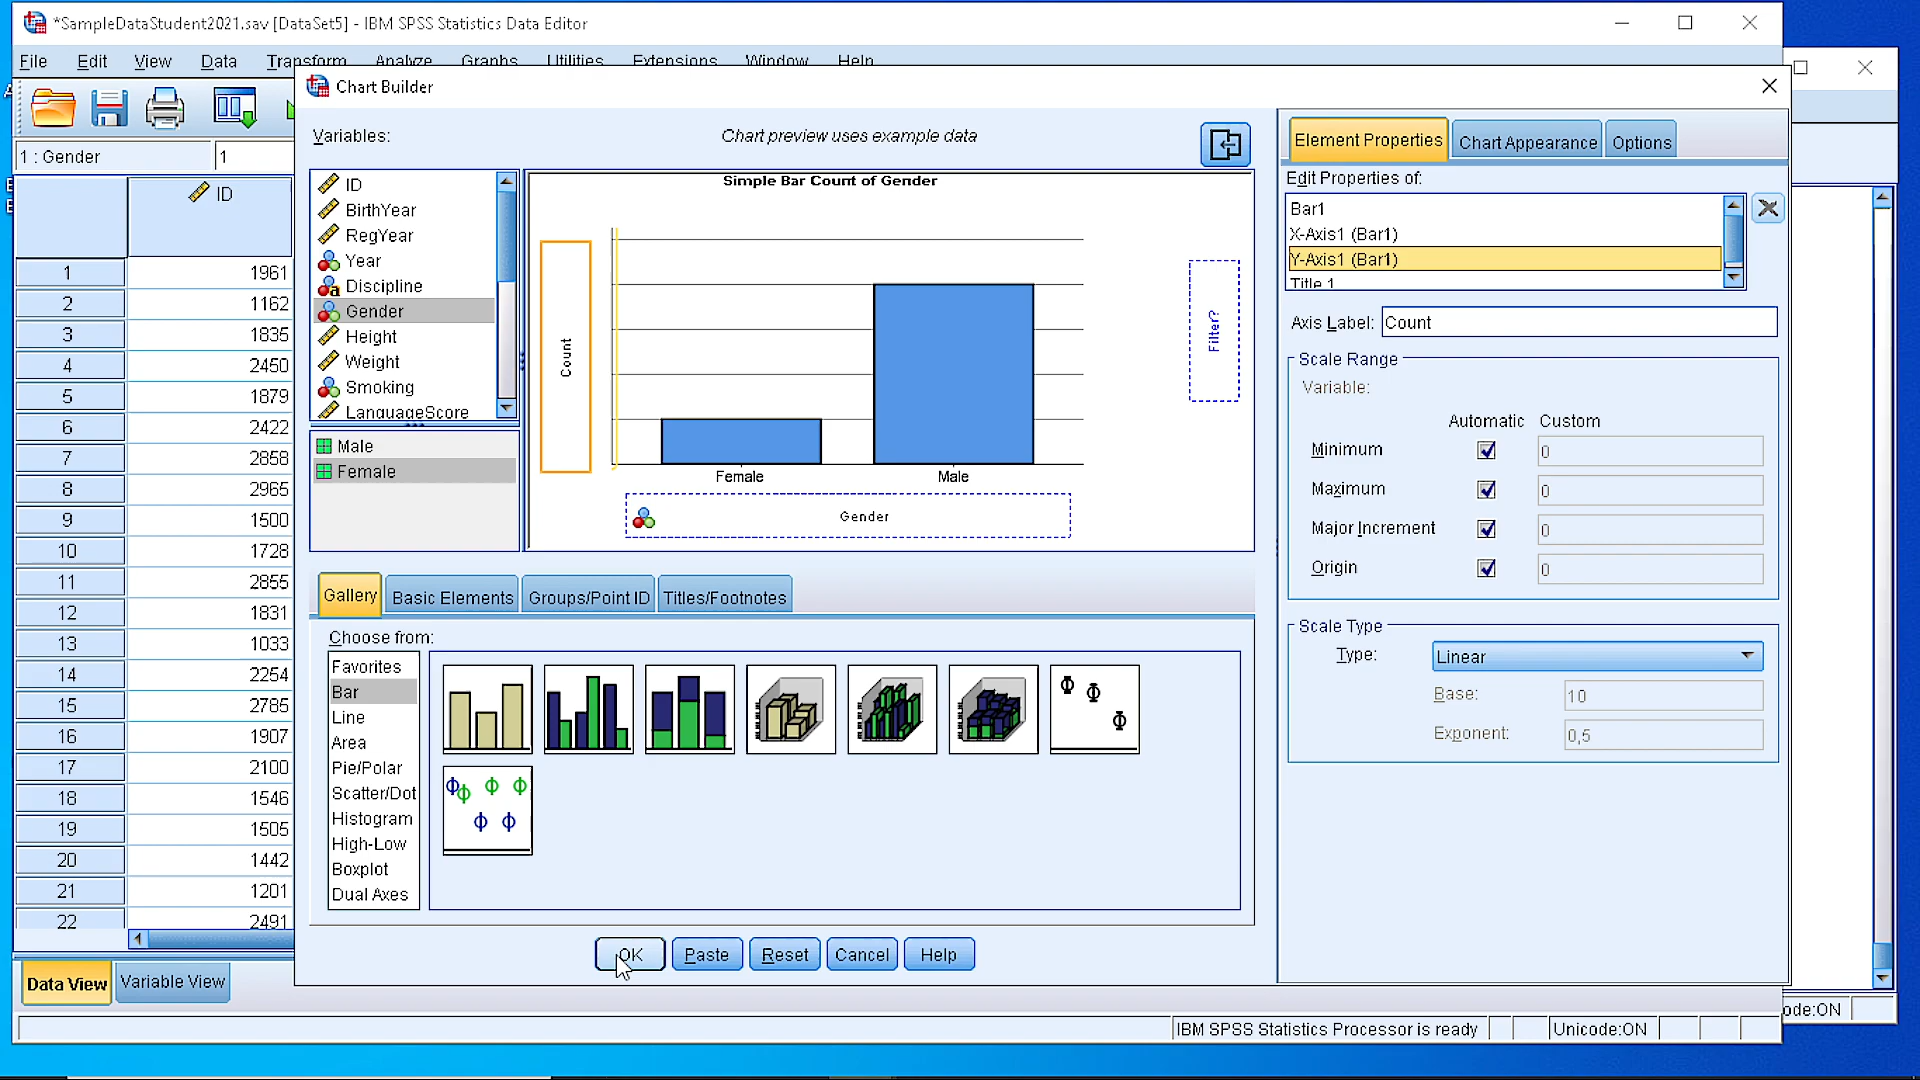 *SampleDataStudent2021.sav [DataSet5] - IBM SPSS Statistics Data Editor
File Edit View Data Transform Analyze Graphs Utilities Extensions Window Help
Chart Builder
1 : Gender 1
ID
1 1961
2 1162
3 1835
4 2450
5 1879
6 2422
7 2858
8 2965
9 1500
10 1728
11 2855
12 1831
13 1033
14 2254
15 2785
16 1907
17 2100
18 1546
19 1505
20 1442
21 1201
22 2491
Data View Variable View
Variables:
Chart preview uses example data
ID
BirthYear
RegYear
Year
Discipline
Gender
Height
Weight
Smoking
LanguageScore
Male
Female
Simple Bar Count of Gender
Count
Filter?
Female Male
Gender
Gallery Basic Elements Groups/Point ID Titles/Footnotes
Choose from:
Favorites
Bar
Line
Area
Pie/Polar
Scatter/Dot
Histogram
High-Low
Boxplot
Dual Axes
OK Paste Reset Cancel Help
Element Properties Chart Appearance Options
Edit Properties of:
Bar1
X-Axis1 (Bar1)
Y-Axis1 (Bar1)
Title 1
Axis Label: Count
Scale Range
Variable:
Automatic Custom
Minimum 0
Maximum 0
Major Increment 0
Origin 0
Scale Type
Type: Linear
Base: 10
Exponent: 0,5
IBM SPSS Statistics Processor is ready Unicode:ON
ode:ON